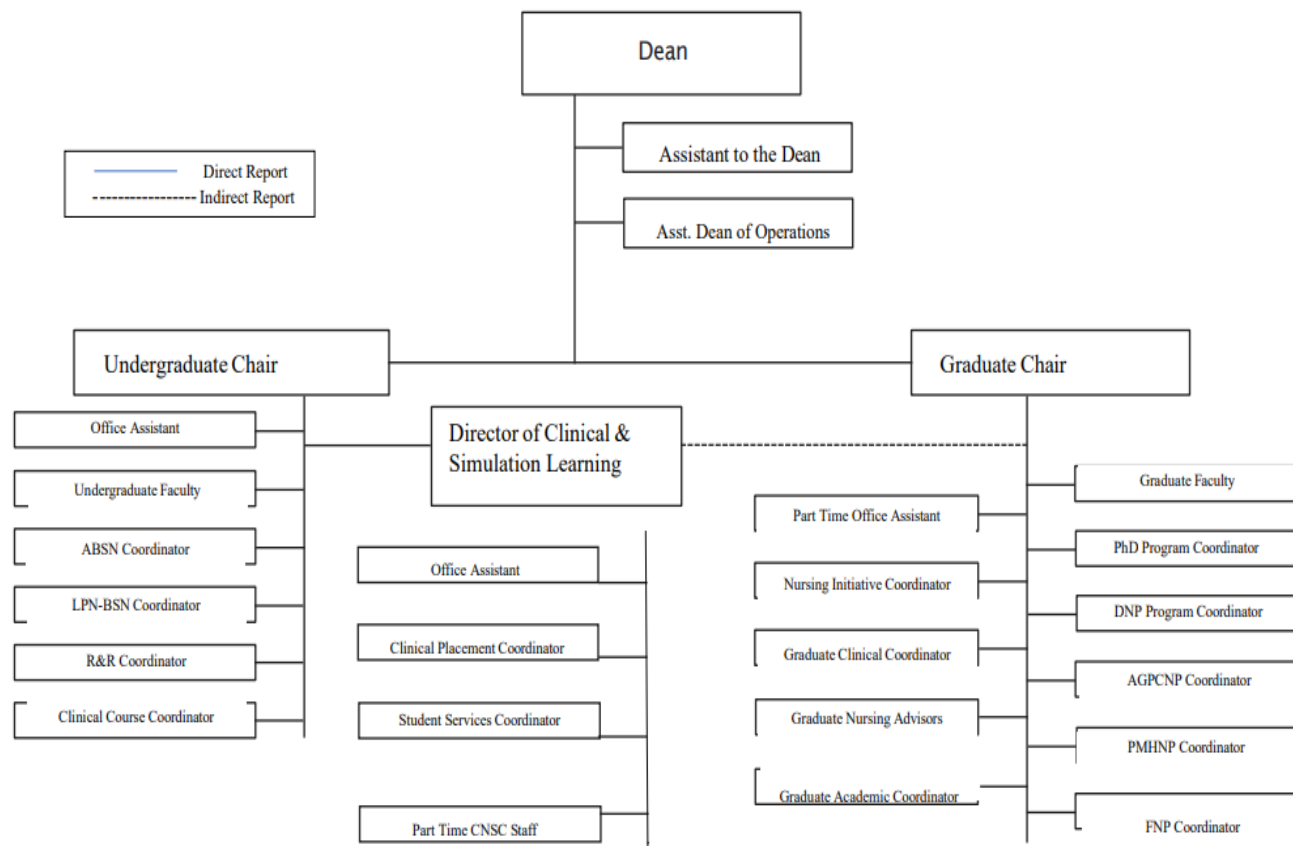 Dean
Assistant to the Dean
Direct Report
Indirect Report
Asst. Dean of Operations
Undergraduate Chair
Graduate Chair
Office Assistant
Undergraduate Faculty
ABSN Coordinator
LPN-BSN Coordinator
R&R Coordinator
Clinical Course Coordinator
Director of Clinical &
Simulation Learning
Office Assistant
Clinical Placement Coordinator
Student Services Coordinator
Part Time CNSC Staff
Part Time Office Assistant
Nursing Initiative Coordinator
Graduate Clinical Coordinator
Graduate Nursing Advisors
Graduate Academic Coordinator
Graduate Faculty
PhD Program Coordinator
DNP Program Coordinator
AGPCNP Coordinator
PMHNP Coordinator
FNP Coordinator